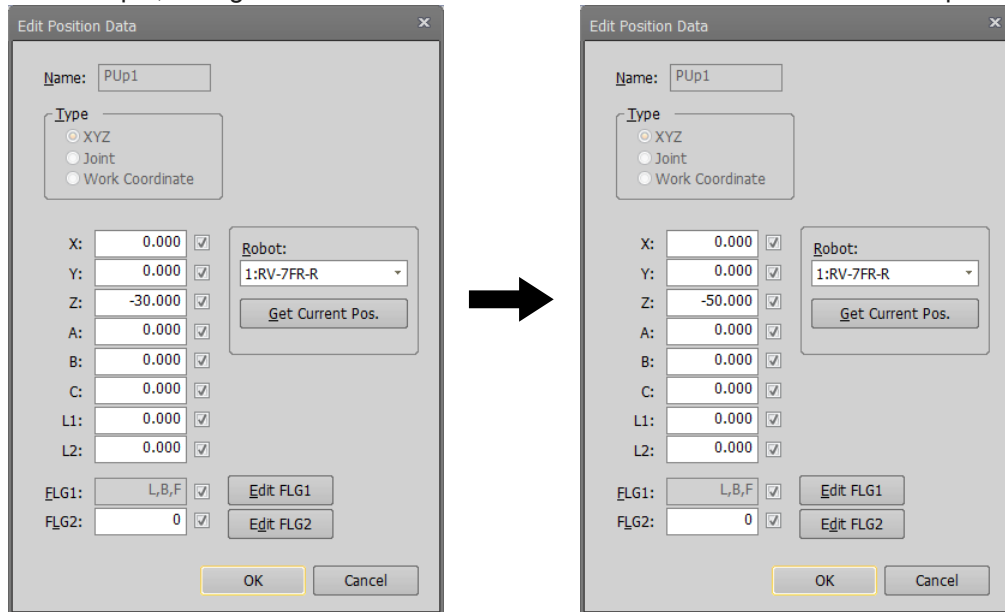 Edit Position Data ×
Name: PUp1
Type
XYZ
Joint
Work Coordinate
X: 0.000
Y: 0.000
Z: -30.000
A: 0.000
B: 0.000
C: 0.000
L1: 0.000
L2: 0.000
Robot:
1:RV-7FR-R
Get Current Pos.
FLG1: L,B,F Edit FLG1
FLG2: 0 Edit FLG2
OK Cancel
Edit Position Data ×
Name: PUp1
Type
XYZ
Joint
Work Coordinate
X: 0.000
Y: 0.000
Z: -50.000
A: 0.000
B: 0.000
C: 0.000
L1: 0.000
L2: 0.000
Robot:
1:RV-7FR-R
Get Current Pos.
FLG1: L,B,F Edit FLG1
FLG2: 0 Edit FLG2
OK Cancel